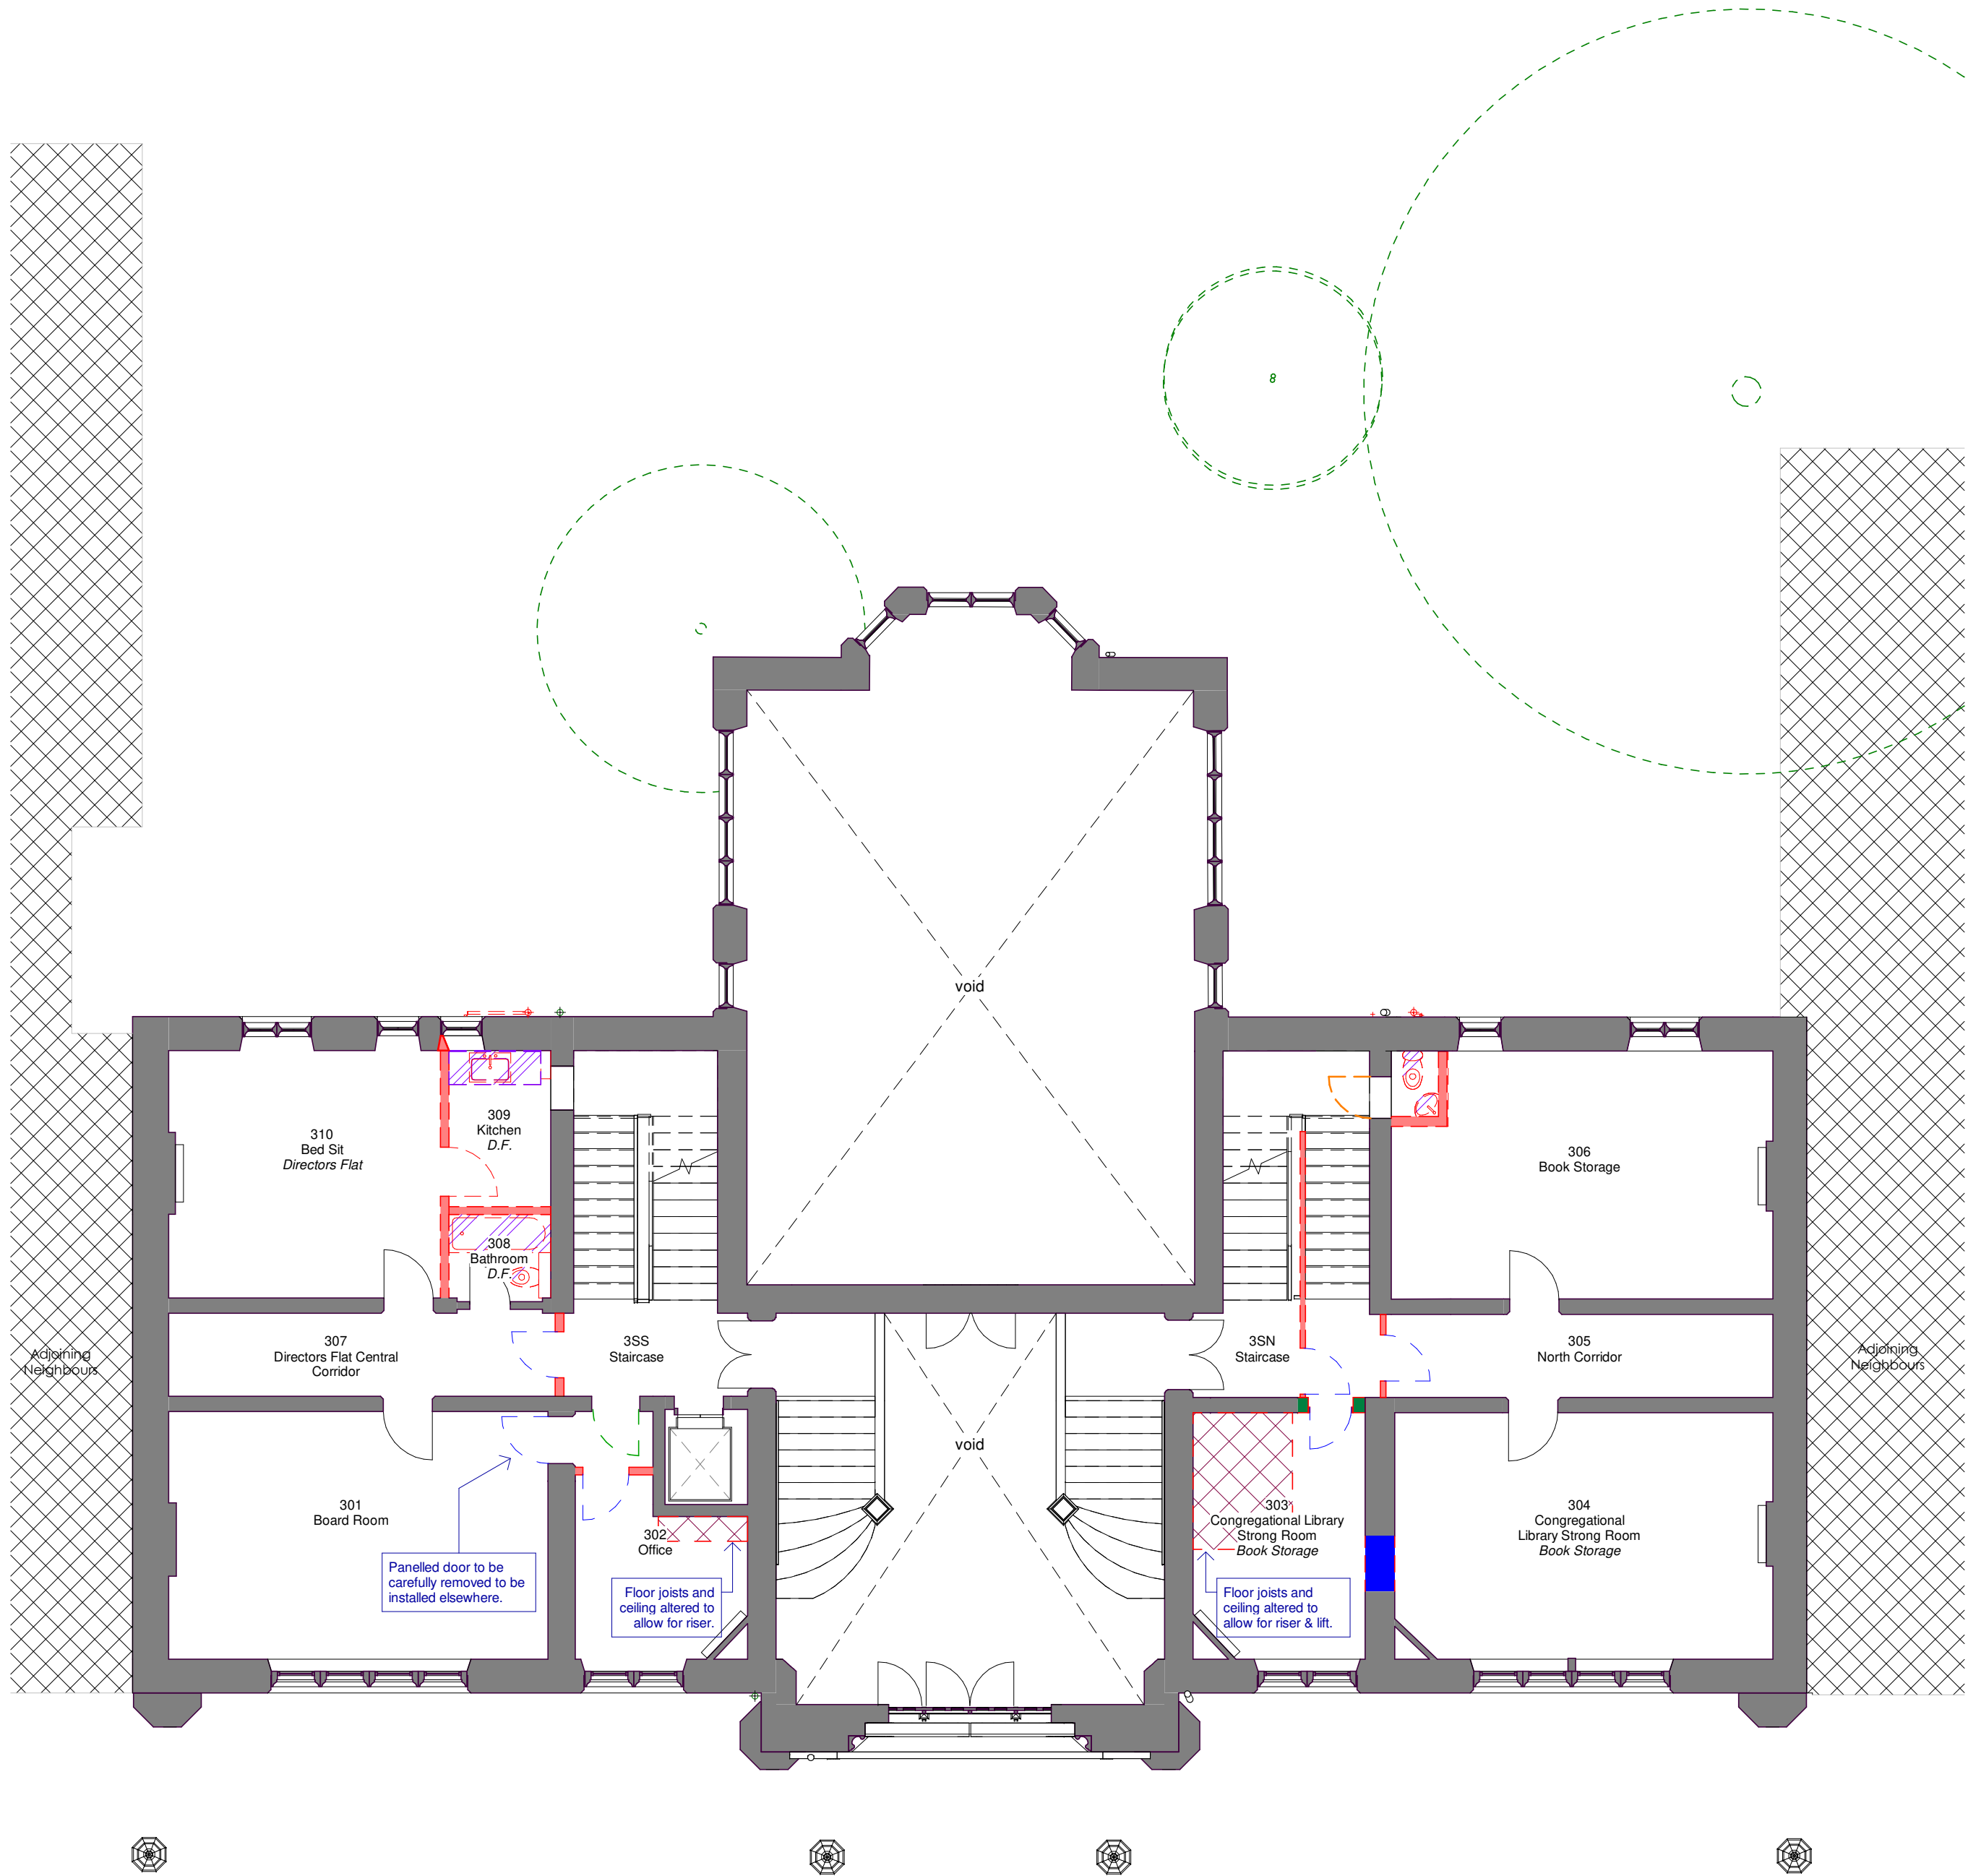 8
void
310
Bed Sit
Directors Flat
309
Kitchen
D.F.
308
Bathroom
D.F.
306
Book Storage
Adjoining
Neighbours
307
Directors Flat Central
Corridor
3SS
Staircase
3SN
Staircase
305
North Corridor
Adjoining
Neighbours
void
301
Board Room
302
Office
303
Congregational Library
Strong Room
Book Storage
304
Congregational
Library Strong Room
Book Storage
Panelled door to be
carefully removed to be
installed elsewhere.
Floor joists and
ceiling altered to
allow for riser.
Floor joists and
ceiling altered to
allow for riser & lift.